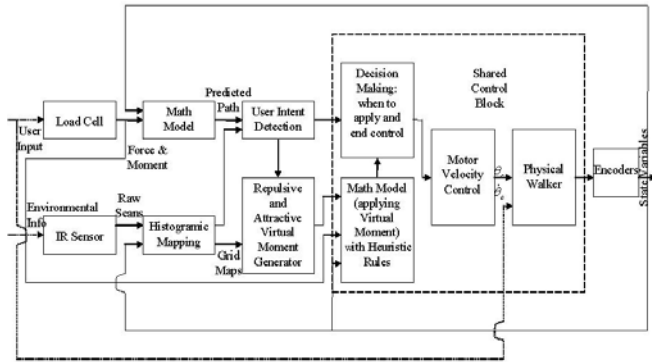 Decision
Making:
when to
apply and
end control
Shared
Control
Block
Predicted
Path
Load Cell
Math
Model
User Intent
Detection
User
Input
Force &
Moment
Motor
Velocity
Control
Physical
Walker
Encoders
State Variables
Environmental
Info
Raw
Scans
IR Sensor
Histogramic
Mapping
Grid
Maps
Repulsive
and
Attractive
Virtual
Moment
Generator
Math Model
(applying
Virtual
Moment)
with Heuristic
Rules